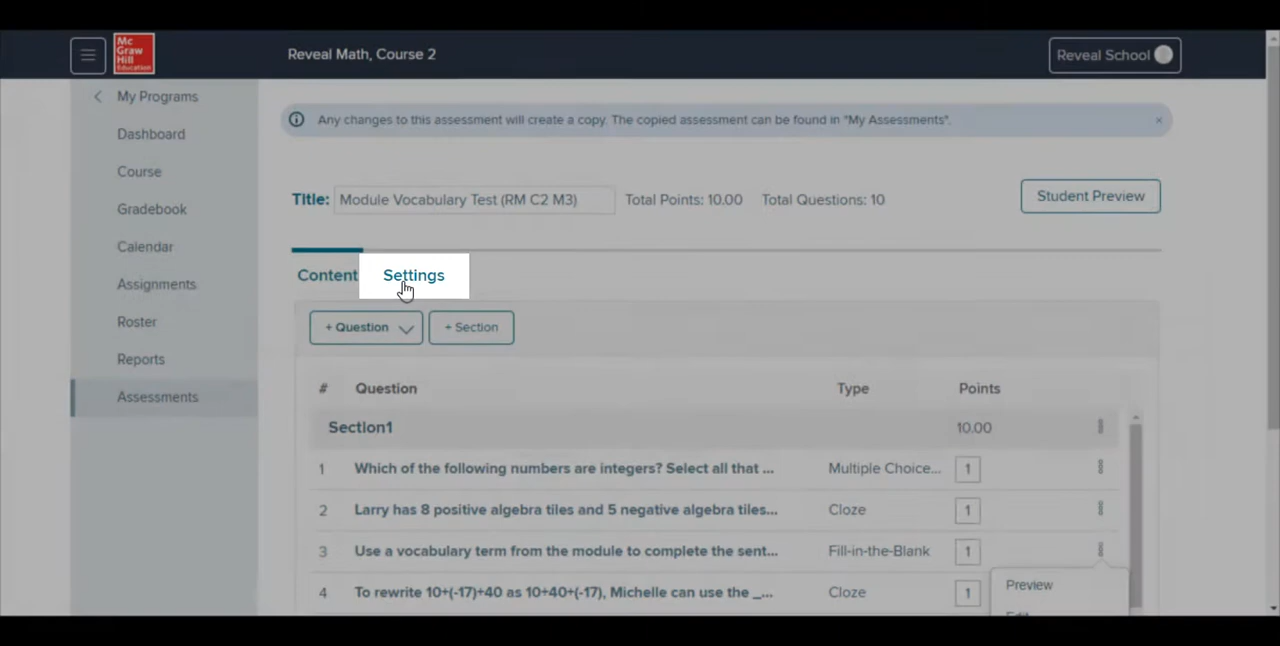 Mc
Graw
Hill
Education
Reveal Math, Course 2
Reveal School
My Programs
Dashboard
Course
Gradebook
Calendar
Assignments
Roster
Reports
Assessments
Any changes to this assessment will create a copy. The copied assessment can be found in "My Assessments".
×
Title: Module Vocabulary Test (RM C2 M3) Total Points: 10.00 Total Questions: 10
Student Preview
Content Settings
+ Question + Section
# Question Type Points
Section1 10.00
1 Which of the following numbers are integers? Select all that ... Multiple Choice... 1
2 Larry has 8 positive algebra tiles and 5 negative algebra tiles... Cloze 1
3 Use a vocabulary term from the module to complete the sent... Fill-in-the-Blank 1
4 To rewrite 10+(-17)+40 as 10+40+(-17), Michelle can use the _... Cloze 1
Preview
Edit